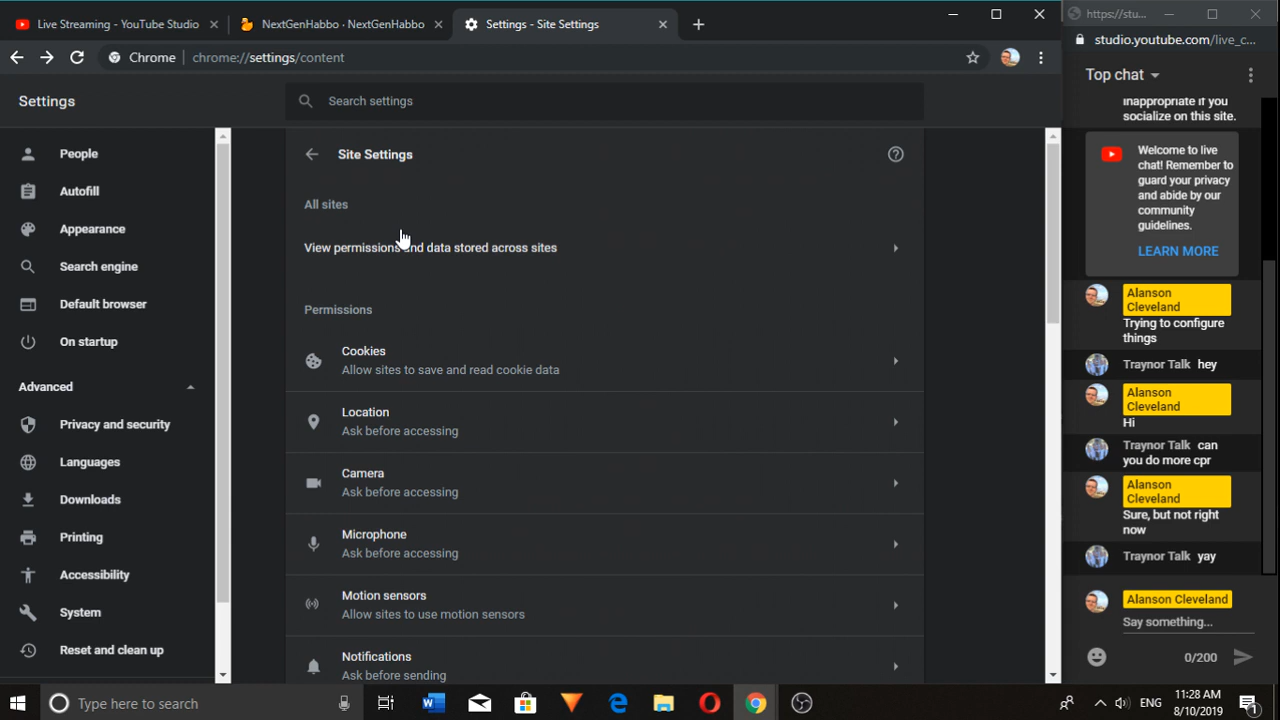 Live Streaming - YouTube Studio
NextGenHabbo · NextGenHabbo
Settings - Site Settings
https://stu...
Chrome
chrome://settings/content
studio.youtube.com/live_c...
Settings
Search settings
People
Autofill
Appearance
Search engine
Default browser
On startup
Advanced
Privacy and security
Languages
Downloads
Printing
Accessibility
System
Reset and clean up
Site Settings
All sites
View permissions and data stored across sites
Permissions
Cookies
Allow sites to save and read cookie data
Location
Ask before accessing
Camera
Ask before accessing
Microphone
Ask before accessing
Motion sensors
Allow sites to use motion sensors
Notifications
Ask before sending
Top chat
inappropriate if you
socialize on this site.
Welcome to live
chat! Remember to
guard your privacy
and abide by our
community
guidelines.
LEARN MORE
Alanson
Cleveland
Trying to configure
things
Traynor Talk hey
Alanson
Cleveland
Hi
Traynor Talk can
you do more cpr
Alanson
Cleveland
Sure, but not right
now
Traynor Talk yay
Alanson Cleveland
Say something...
0/200
Type here to search
ENG
11:28 AM
8/10/2019
1